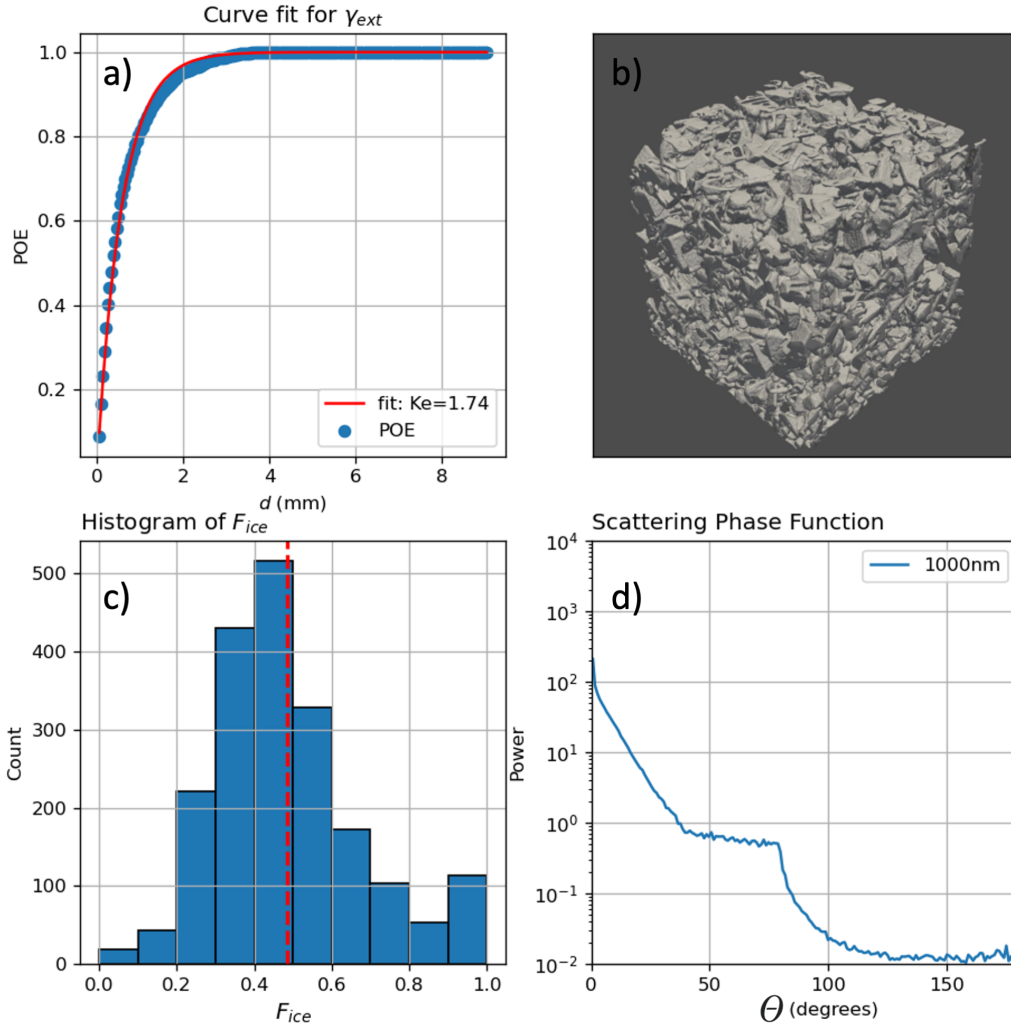 Curve fit for γext
a)
1.0
0.8
0.6
0.4
0.2
POE
fit: Ke=1.74
POE
0 2 4 6 8
d (mm)
b)
Histogram of Fice
c)
500
400
300
200
100
0
Count
0.0 0.2 0.4 0.6 0.8 1.0
Fice
Scattering Phase Function
d)
1000nm
10⁴
10³
10²
10¹
10⁰
10⁻¹
10⁻²
Power
0 50 100 150
Θ (degrees)